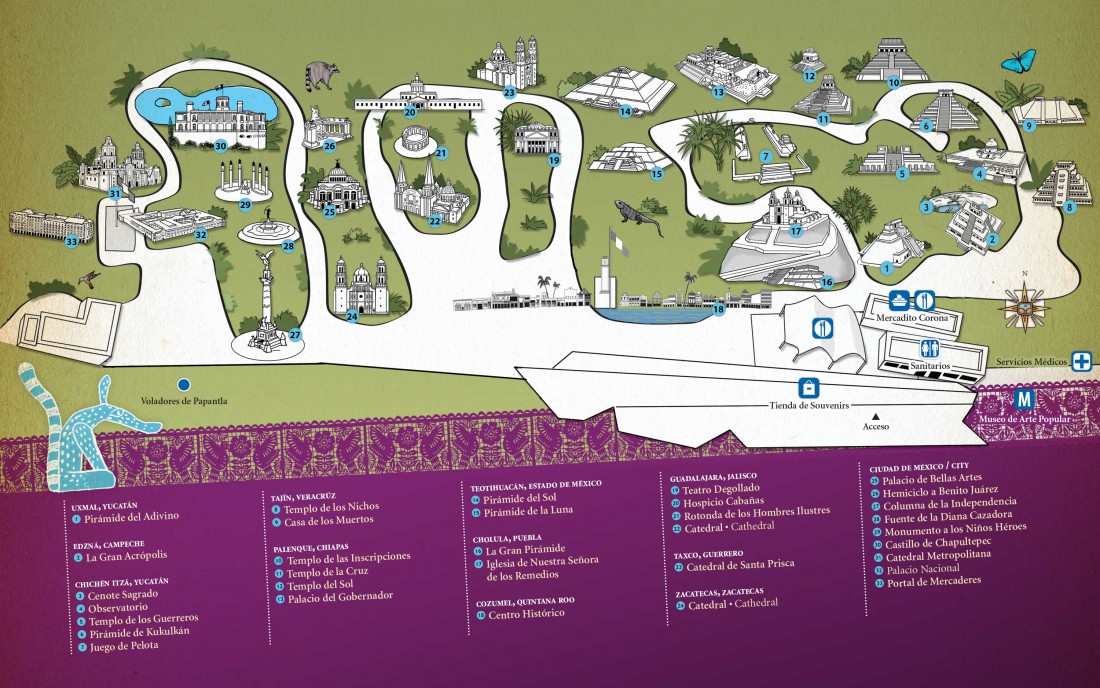 23
20
14
13
12
10
11
30
26
21
19
15
7
6
9
5
4
8
31
29
25
22
3
2
33
32
28
17
1
16
24
27
18
N
Mercadito Corona
Sanitarios
Servicios Médicos
Voladores de Papantla
Tienda de Souvenirs
Acceso
M
Museo de Arte Popular
UXMAL, YUCATÁN
1 Pirámide del Adivino
EDZNÁ, CAMPECHE
2 La Gran Acrópolis
CHICHÉN ITZÁ, YUCATÁN
3 Cenote Sagrado
4 Observatorio
5 Templo de los Guerreros
6 Pirámide de Kukulkán
7 Juego de Pelota
TAJÍN, VERACRÚZ
8 Templo de los Nichos
9 Casa de los Muertos
PALENQUE, CHIAPAS
10 Templo de las Inscripciones
11 Templo de la Cruz
12 Templo del Sol
13 Palacio del Gobernador
TEOTIHUACÁN, ESTADO DE MÉXICO
14 Pirámide del Sol
15 Pirámide de la Luna
CHOLULA, PUEBLA
16 La Gran Pirámide
17 Iglesia de Nuestra Señora
de los Remedios
COZUMEL, QUINTANA ROO
18 Centro Histórico
GUADALAJARA, JALISCO
19 Teatro Degollado
20 Hospicio Cabañas
21 Rotonda de los Hombres Ilustres
22 Catedral • Cathedral
TAXCO, GUERRERO
23 Catedral de Santa Prisca
ZACATECAS, ZACATECAS
24 Catedral • Cathedral
CIUDAD DE MEXICO / CITY
25 Palacio de Bellas Artes
26 Hemiciclo a Benito Juárez
27 Columna de la Independencia
28 Fuente de la Diana Cazadora
29 Monumento a los Niños Héroes
30 Castillo de Chapultepec
31 Catedral Metropolitana
32 Palacio Nacional
33 Portal de Mercaderes